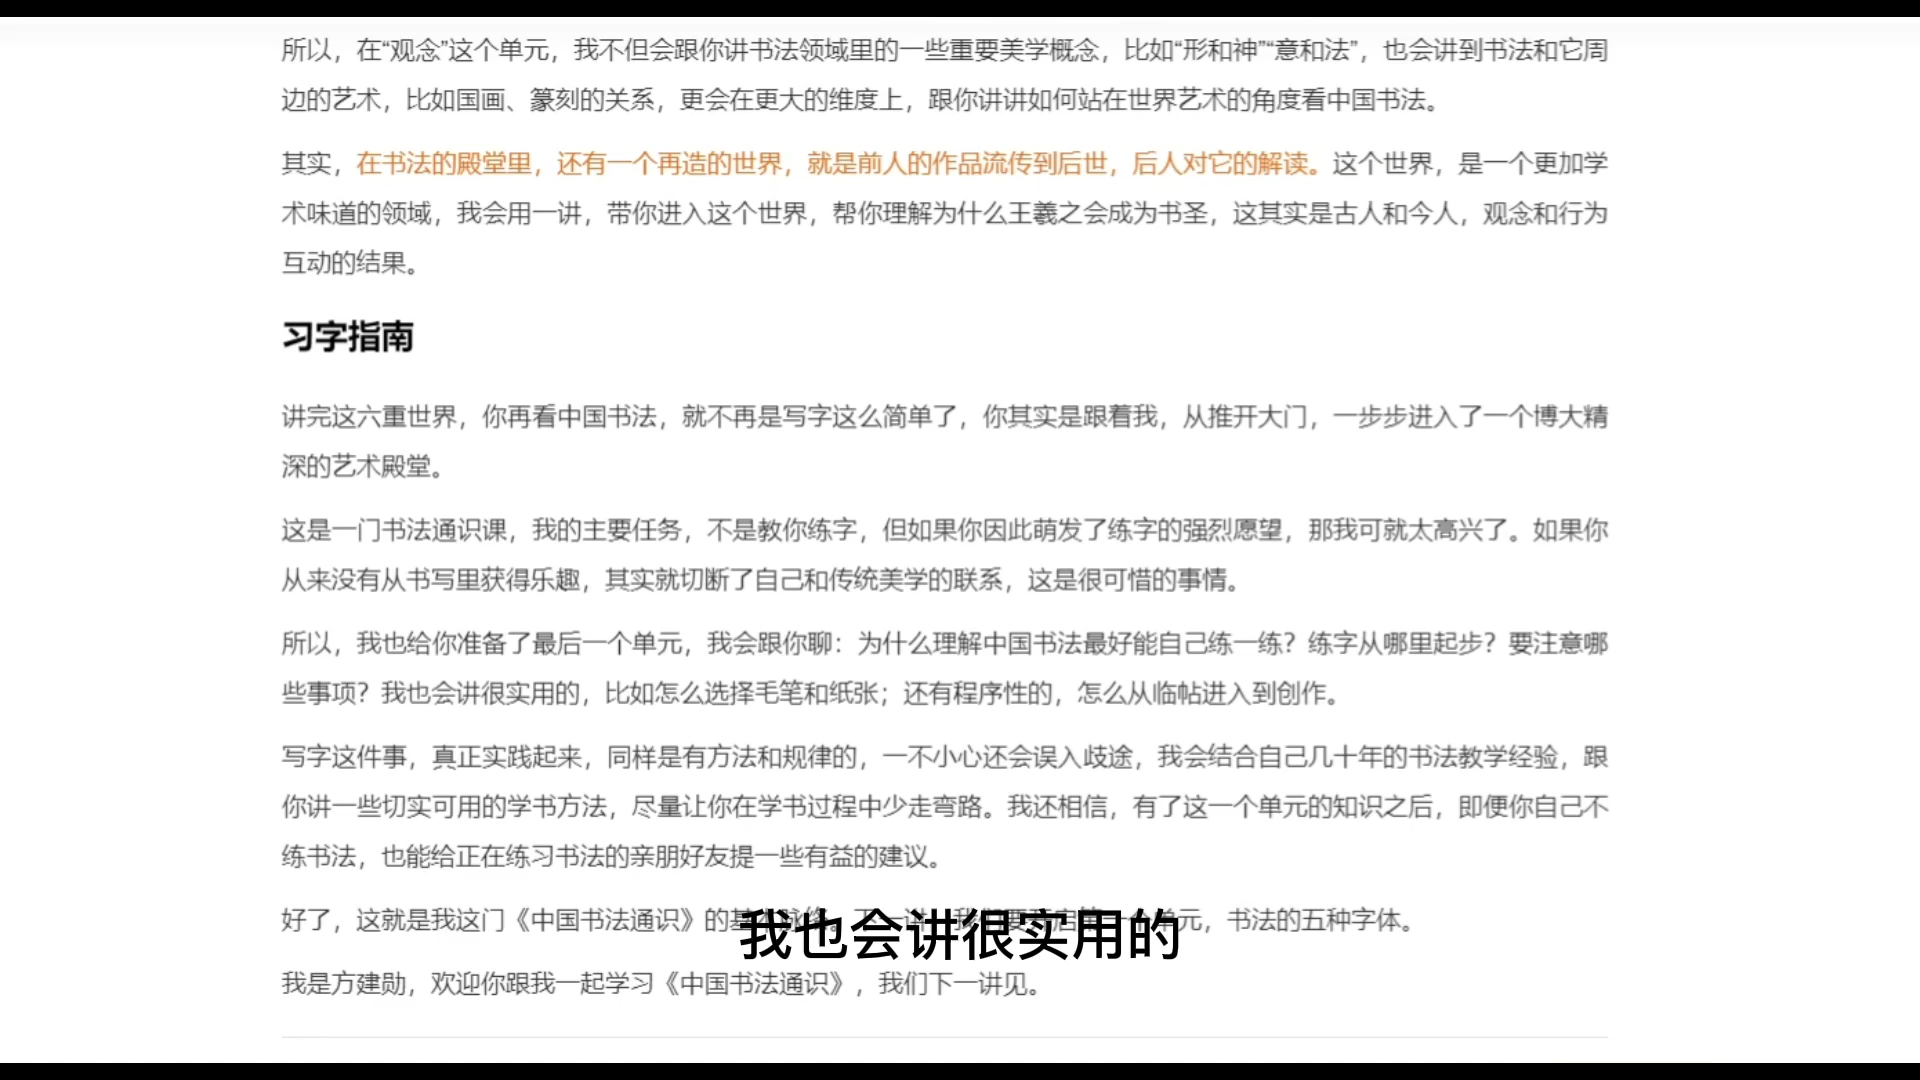 所以，在“观念”这个单元，我不但会跟你讲书法领域里的一些重要美学概念，比如“形和神”“意和法”，也会讲到书法和它周
边的艺术，比如国画、篆刻的关系，更会在更大的维度上，跟你讲讲如何站在世界艺术的角度看中国书法。
其实，在书法的殿堂里，还有一个再造的世界，就是前人的作品流传到后世，后人对它的解读。这个世界，是一个更加学
术味道的领域，我会用一讲，带你进入这个世界，帮你理解为什么王羲之会成为书圣，这其实是古人和今人，观念和行为
互动的结果。
习字指南
讲完这六重世界，你再看中国书法，就不再是写字这么简单了，你其实是跟着我，从推开大门，一步步进入了一个博大精
深的艺术殿堂。
这是一门书法通识课，我的主要任务，不是教你练字，但如果你因此萌发了练字的强烈愿望，那我可就太高兴了。如果你
从来没有从书写里获得乐趣，其实就切断了自己和传统美学的联系，这是很可惜的事情。
所以，我也给你准备了最后一个单元，我会跟你聊：为什么理解中国书法最好能自己练一练？练字从哪里起步？要注意哪
些事项？我也会讲很实用的，比如怎么选择毛笔和纸张；还有程序性的，怎么从临帖进入到创作。
写字这件事，真正实践起来，同样是有方法和规律的，一不小心还会误入歧途，我会结合自己几十年的书法教学经验，跟
你讲一些切实可用的学书方法，尽量让你在学书过程中少走弯路。我还相信，有了这一个单元的知识之后，即便你自己不
练书法，也能给正在练习书法的亲朋好友提一些有益的建议。
好了，这就是我这门《中国书法通识》的基本脉络。下一讲，我们要开启第一个单元，书法的五种字体。
我也会讲很实用的
我是方建勋，欢迎你跟我一起学习《中国书法通识》，我们下一讲见。